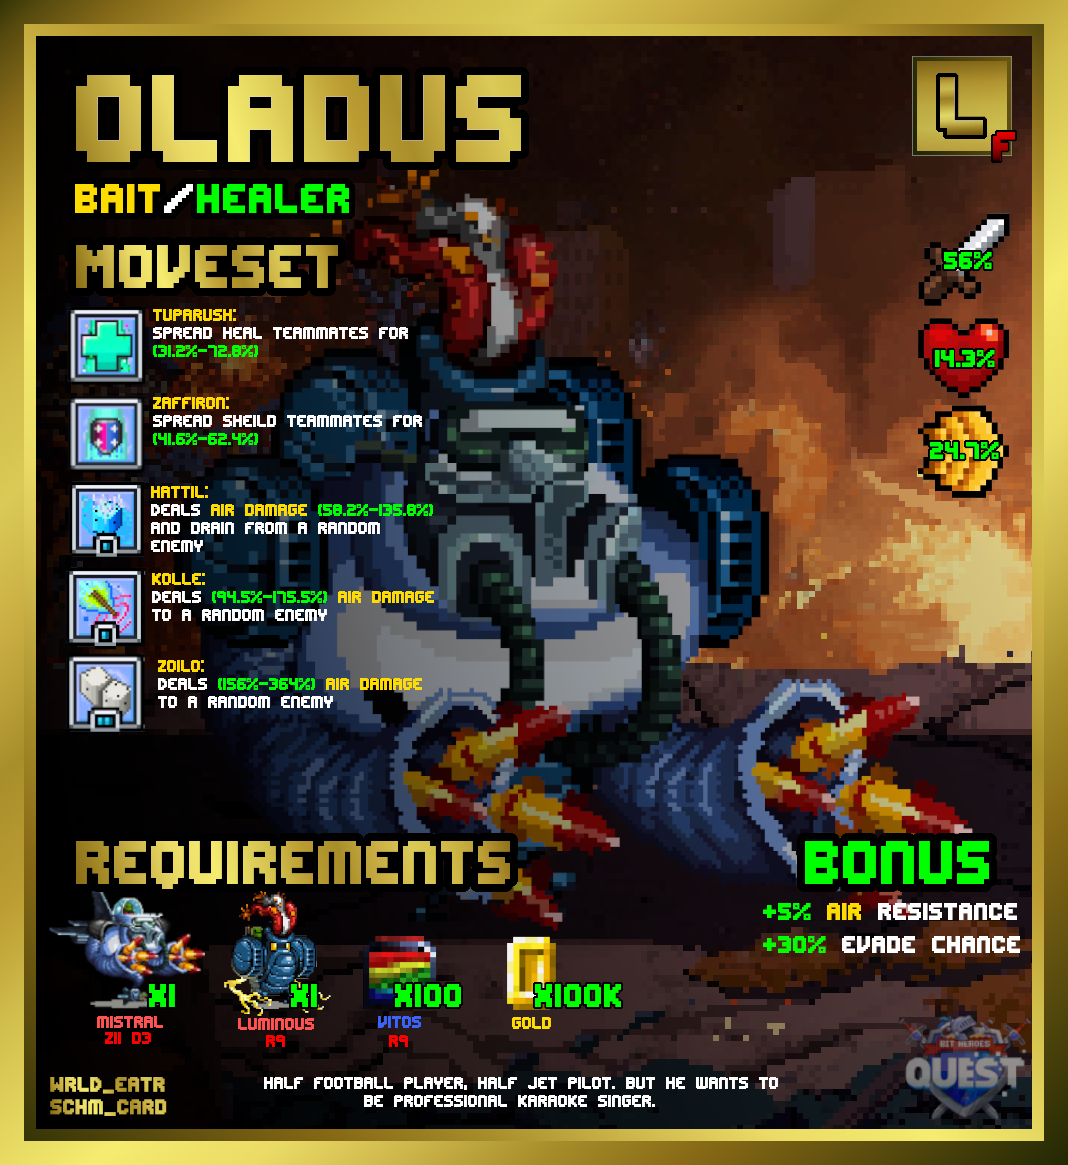 OLADUS
L
F
BAIT/HEALER
MOVESET
56%
14.3%
24.7%
TUPARUSH:
SPREAD HEAL TEAMMATES FOR
(31.2%-72.8%)
ZAFFIRON:
SPREAD SHEILD TEAMMATES FOR
(41.6%-62.4%)
HATTIL:
DEALS AIR DAMAGE (58.2%-135.8%)
AND DRAIN FROM A RANDOM
ENEMY
KOLLE:
DEALS (94.5%-175.5%) AIR DAMAGE
TO A RANDOM ENEMY
ZOILO:
DEALS (156%-364%) AIR DAMAGE
TO A RANDOM ENEMY
REQUIREMENTS
X1
MISTRAL
Z11 D3
X1
LUMINOUS
R9
X100
VITOS
R9
X100K
GOLD
BONUS
+5% AIR RESISTANCE
+30% EVADE CHANCE
WRLD_EATR
SCHM_CARD
HALF FOOTBALL PLAYER, HALF JET PILOT. BUT HE WANTS TO
BE PROFESSIONAL KARAOKE SINGER.
BIT HEROES
QUEST